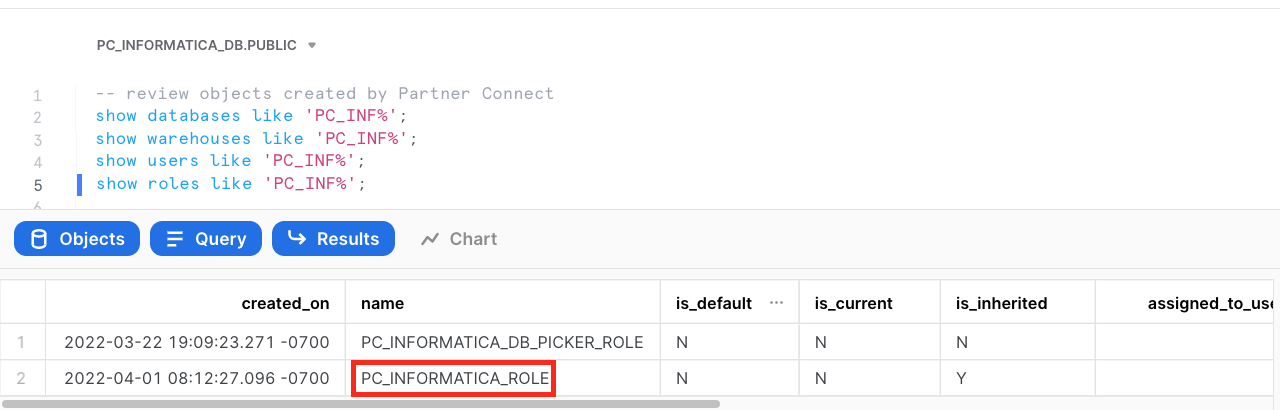 PC_INFORMATICA_DB.PUBLIC
1 -- review objects created by Partner Connect
2 show databases like 'PC_INF%';
3 show warehouses like 'PC_INF%';
4 show users like 'PC_INF%';
5 show roles like 'PC_INF%';
6
Objects Query Results Chart
created_on name is_default ··· is_current is_inherited assigned_to_use
1 2022-03-22 19:09:23.271 -0700 PC_INFORMATICA_DB_PICKER_ROLE N N N
2 2022-04-01 08:12:27.096 -0700 PC_INFORMATICA_ROLE N N Y